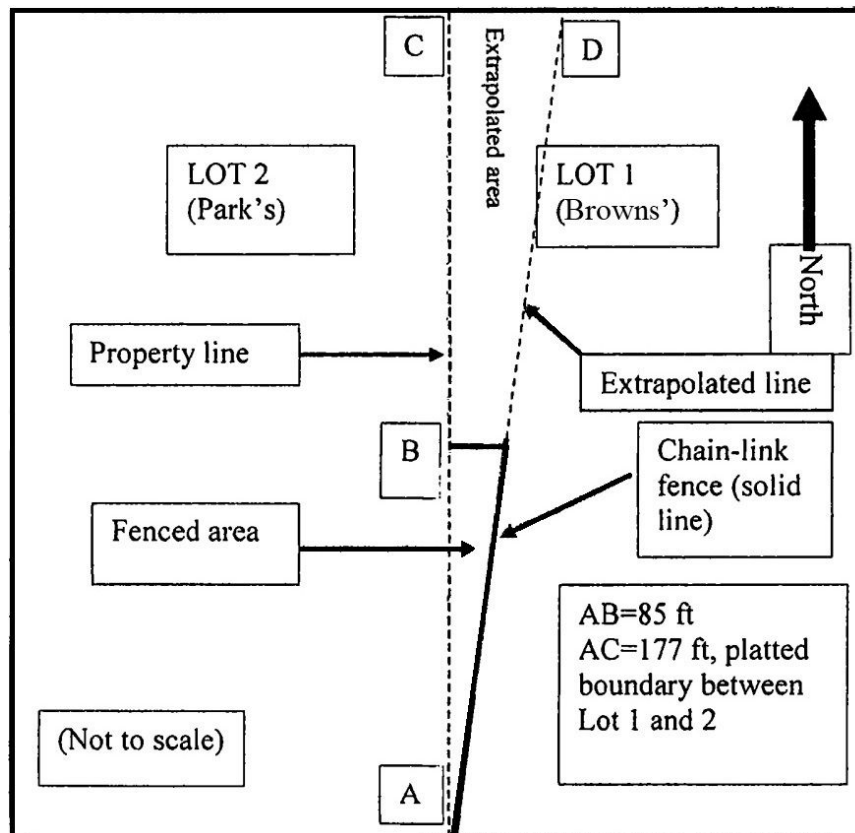 C
Extrapolated area
D
LOT 2
(Park's)
LOT 1
(Browns')
North
Property line
Extrapolated line
B
Chain-link
fence (solid
line)
Fenced area
AB=85 ft
AC=177 ft, platted
boundary between
Lot 1 and 2
(Not to scale)
A